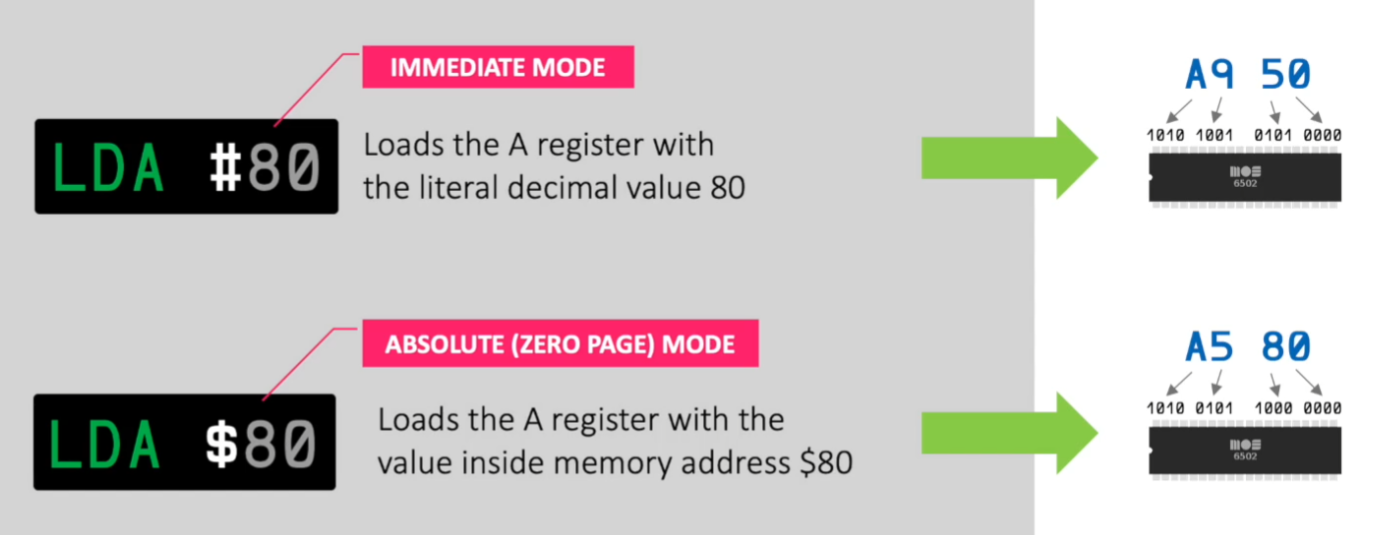 IMMEDIATE MODE
LDA #80
Loads the A register with
the literal decimal value 80
A9 50
1010 1001 0101 0000
mos
6502
ABSOLUTE (ZERO PAGE) MODE
LDA $80
Loads the A register with the
value inside memory address $80
A5 80
1010 0101 1000 0000
mos
6502